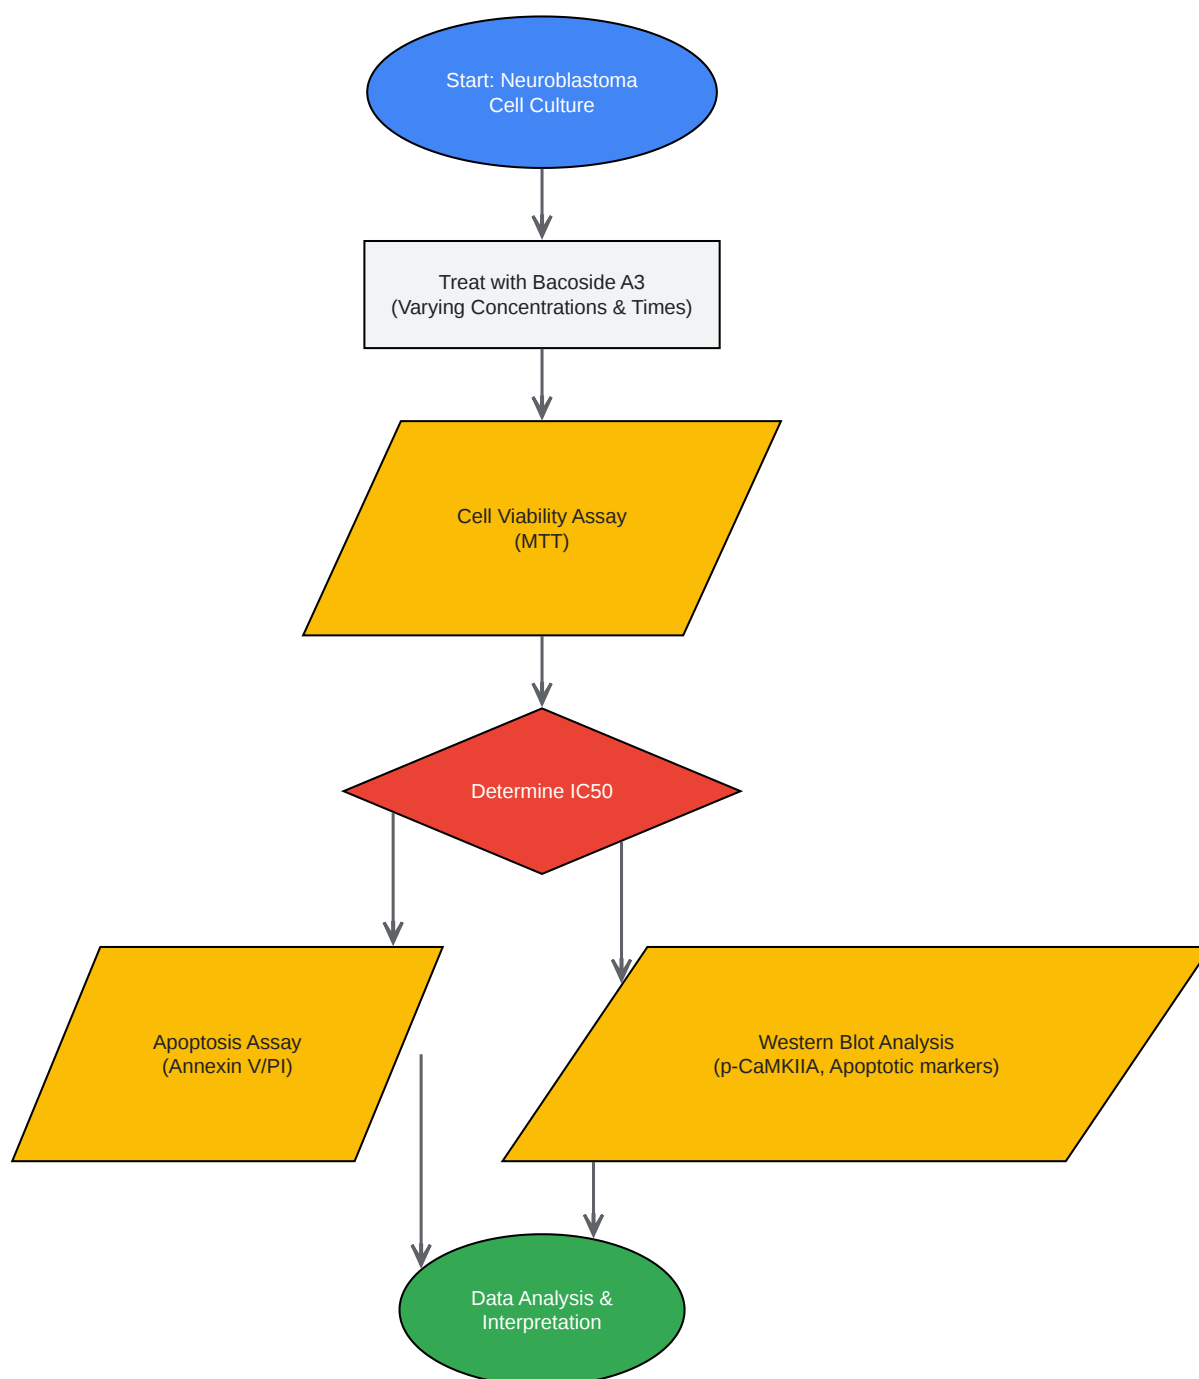 Start: Neuroblastoma
Cell Culture
Treat with Bacoside A3
(Varying Concentrations & Times)
Cell Viability Assay
(MTT)
Determine IC50
Apoptosis Assay
(Annexin V/PI)
Western Blot Analysis
(p-CaMKIIA, Apoptotic markers)
Data Analysis &
Interpretation